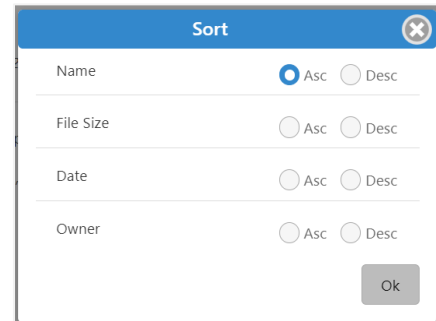 Sort
Name Asc Desc
File Size Asc Desc
Date Asc Desc
Owner Asc Desc
Ok